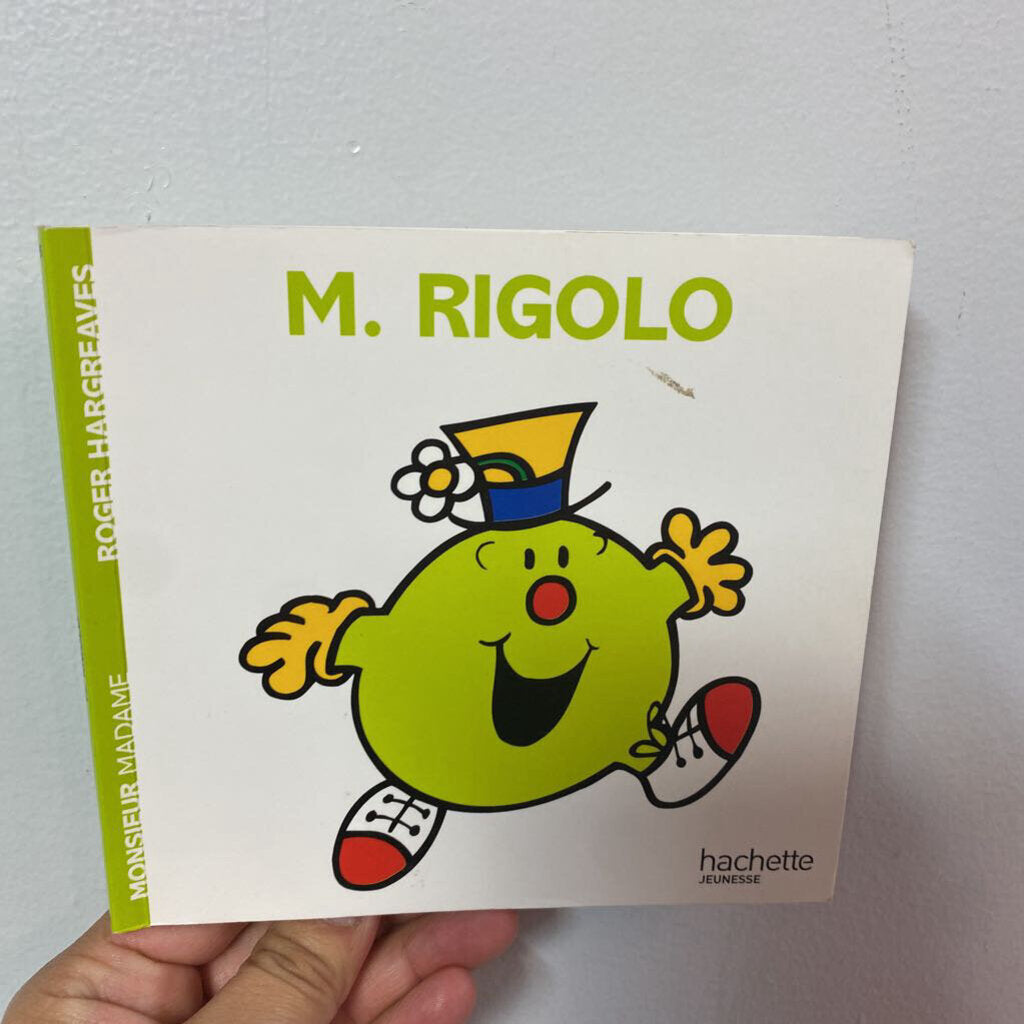 M. RIGOLO
ROGER HARGREAVES
MONSIEUR MADAME
hachette
JEUNESSE